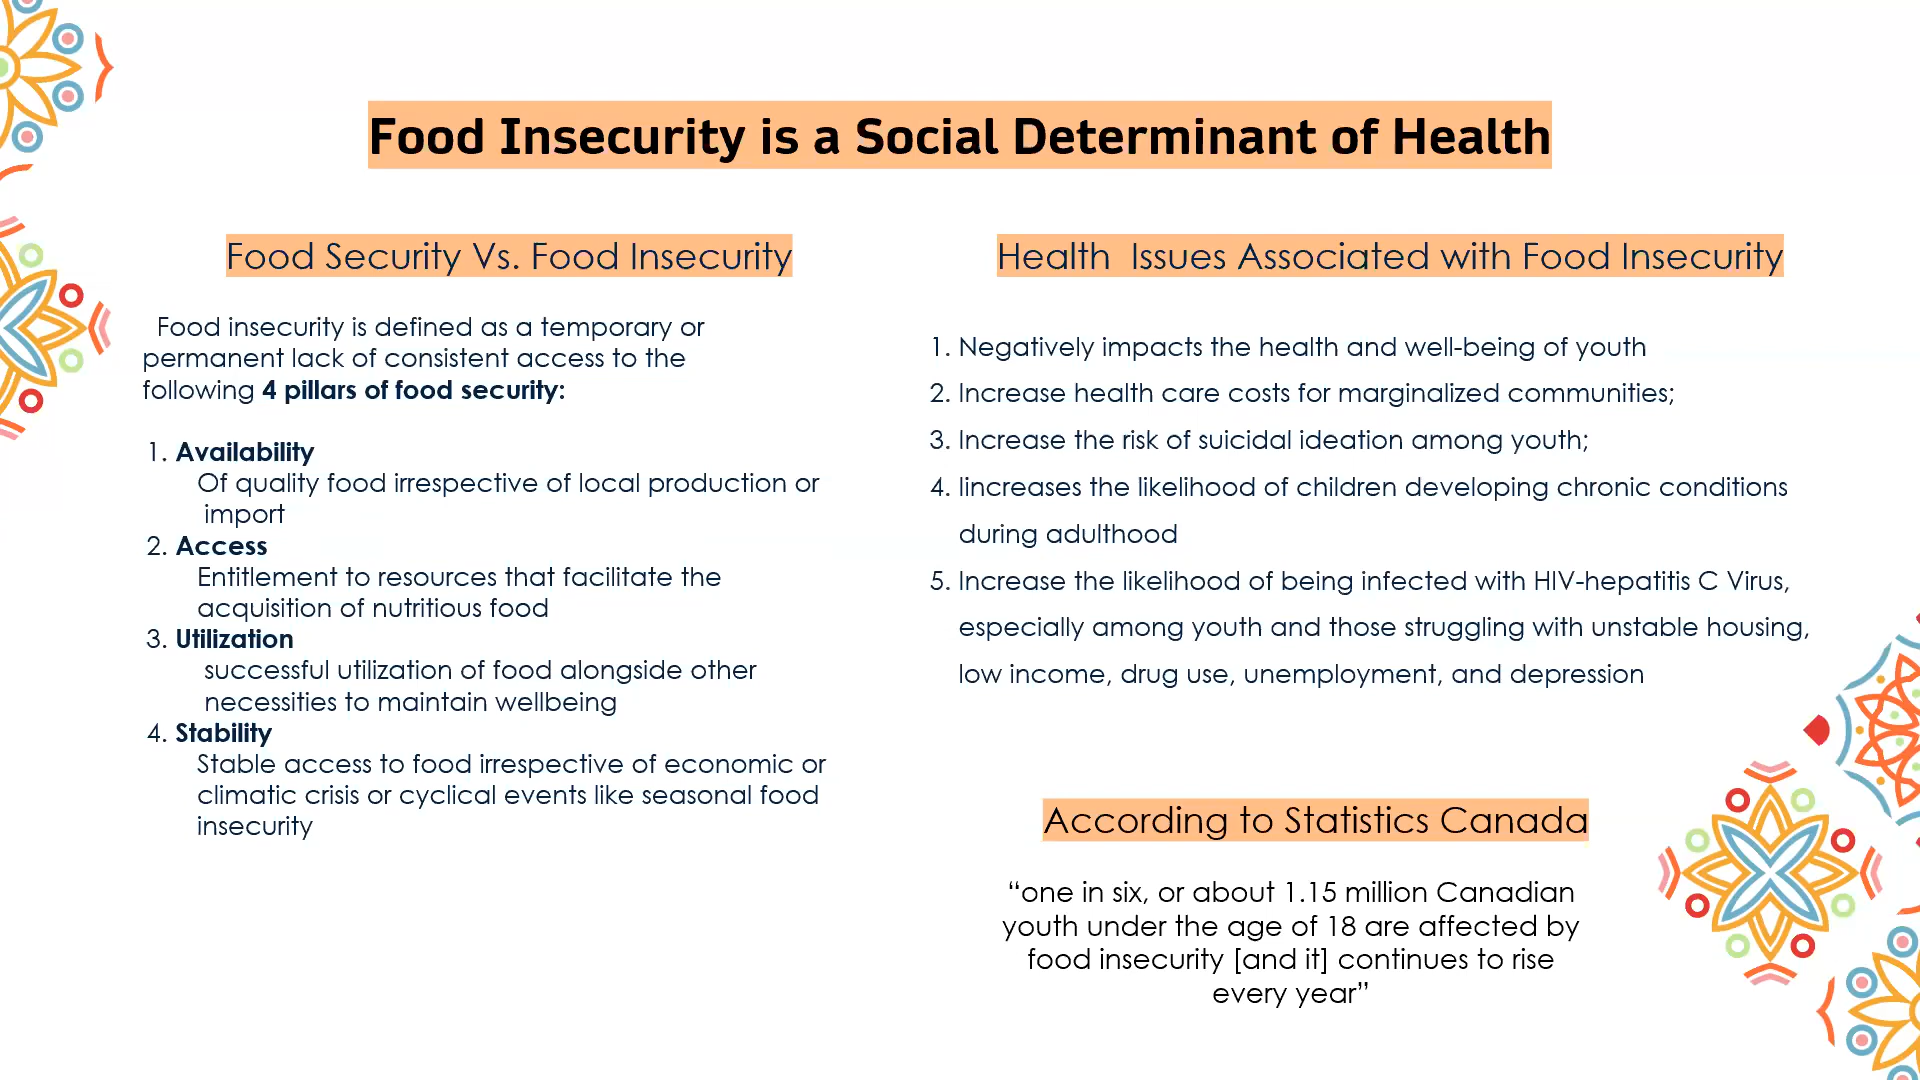 Food Insecurity is a Social Determinant of Health
Food Security Vs. Food Insecurity
Food insecurity is defined as a temporary or
permanent lack of consistent access to the
following 4 pillars of food security:
1. Availability
Of quality food irrespective of local production or
import
2. Access
Entitlement to resources that facilitate the
acquisition of nutritious food
3. Utilization
successful utilization of food alongside other
necessities to maintain wellbeing
4. Stability
Stable access to food irrespective of economic or
climatic crisis or cyclical events like seasonal food
insecurity
Health Issues Associated with Food Insecurity
1. Negatively impacts the health and well-being of youth
2. Increase health care costs for marginalized communities;
3. Increase the risk of suicidal ideation among youth;
4. Iincreases the likelihood of children developing chronic conditions
during adulthood
5. Increase the likelihood of being infected with HIV-hepatitis C Virus,
especially among youth and those struggling with unstable housing,
low income, drug use, unemployment, and depression
According to Statistics Canada
“one in six, or about 1.15 million Canadian
youth under the age of 18 are affected by
food insecurity [and it] continues to rise
every year”